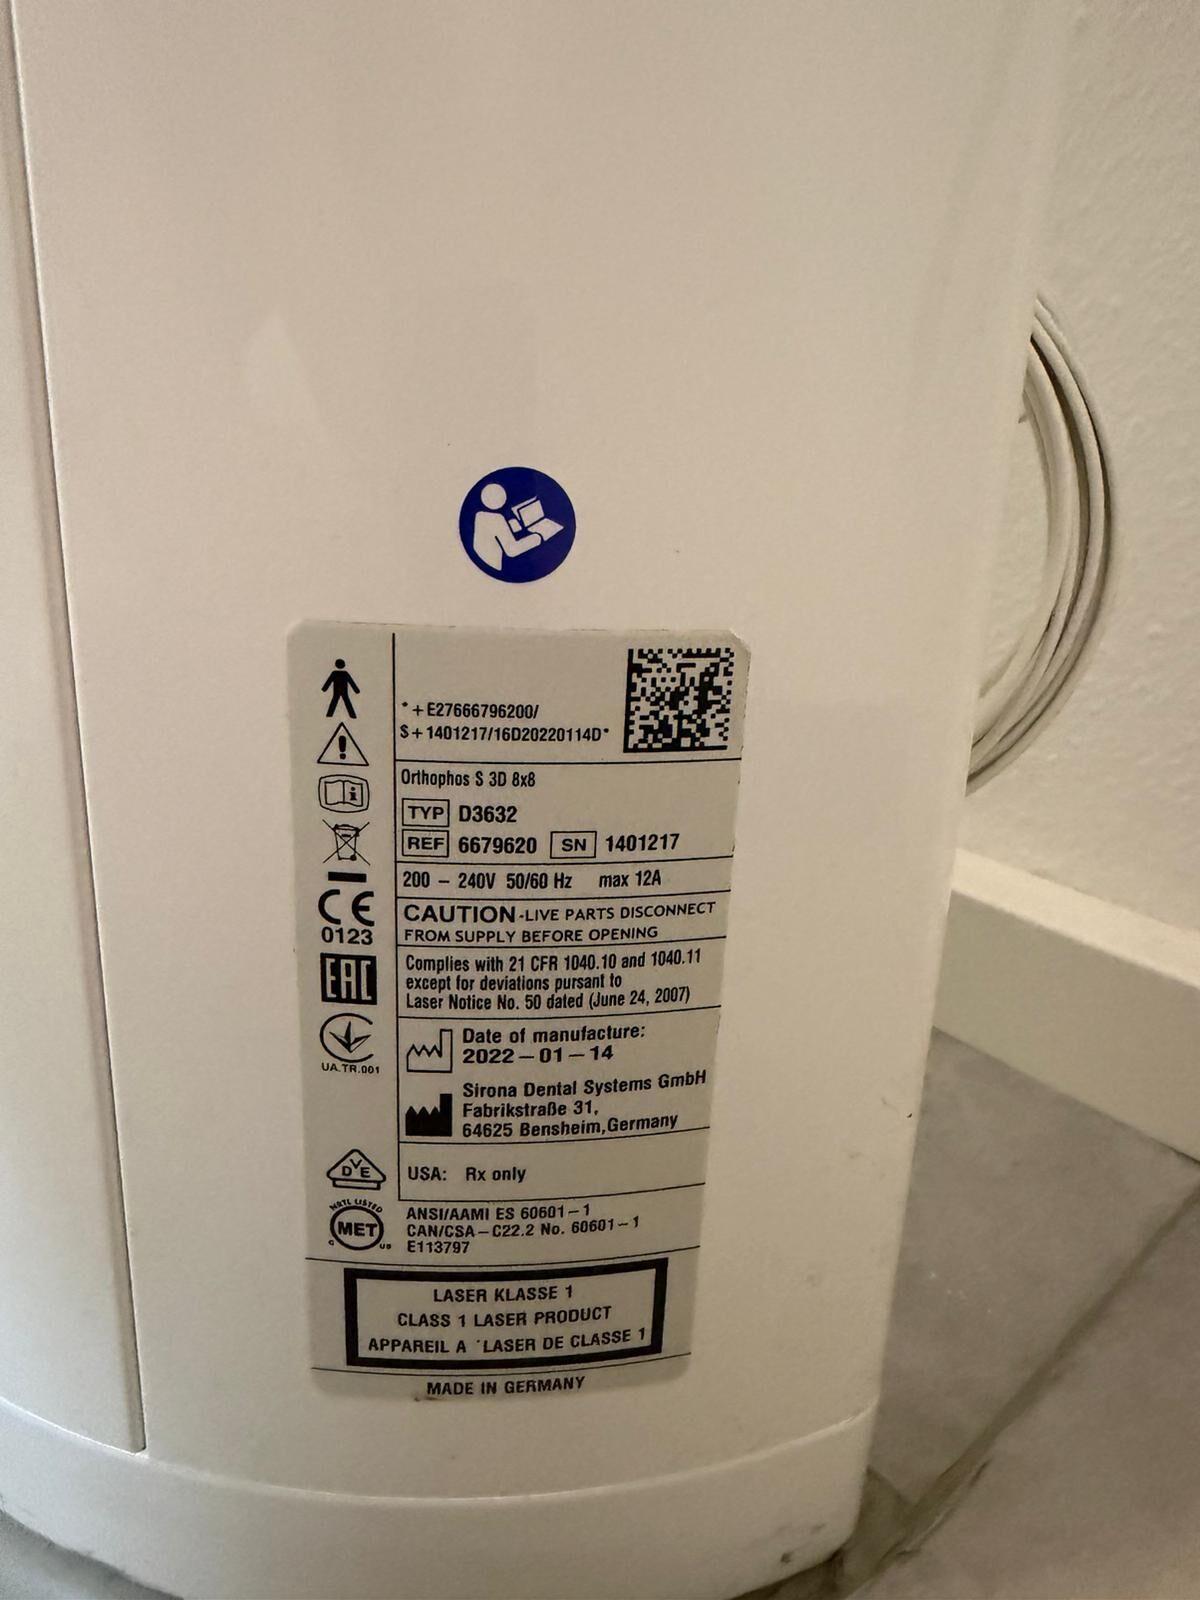 *+E27666796200/
S+1401217/16D20220114D*
Orthophos S 3D 8x8
TYP D3632
REF 6679620 SN 1401217
200 – 240V 50/60 Hz max 12A
CAUTION-LIVE PARTS DISCONNECT
FROM SUPPLY BEFORE OPENING
Complies with 21 CFR 1040.10 and 1040.11
except for deviations pursant to
Laser Notice No. 50 dated (June 24, 2007)
Date of manufacture:
2022–01–14
Sirona Dental Systems GmbH
Fabrikstraße 31,
64625 Bensheim,Germany
USA: Rx only
ANSI/AAMI ES 60601–1
CAN/CSA–C22.2 No. 60601–1
E113797
i
CE
0123
EAC
UA.TR.001
DVE
NRTL LISTED
MET
C US
LASER KLASSE 1
CLASS 1 LASER PRODUCT
APPAREIL A ´LASER DE CLASSE 1
MADE IN GERMANY